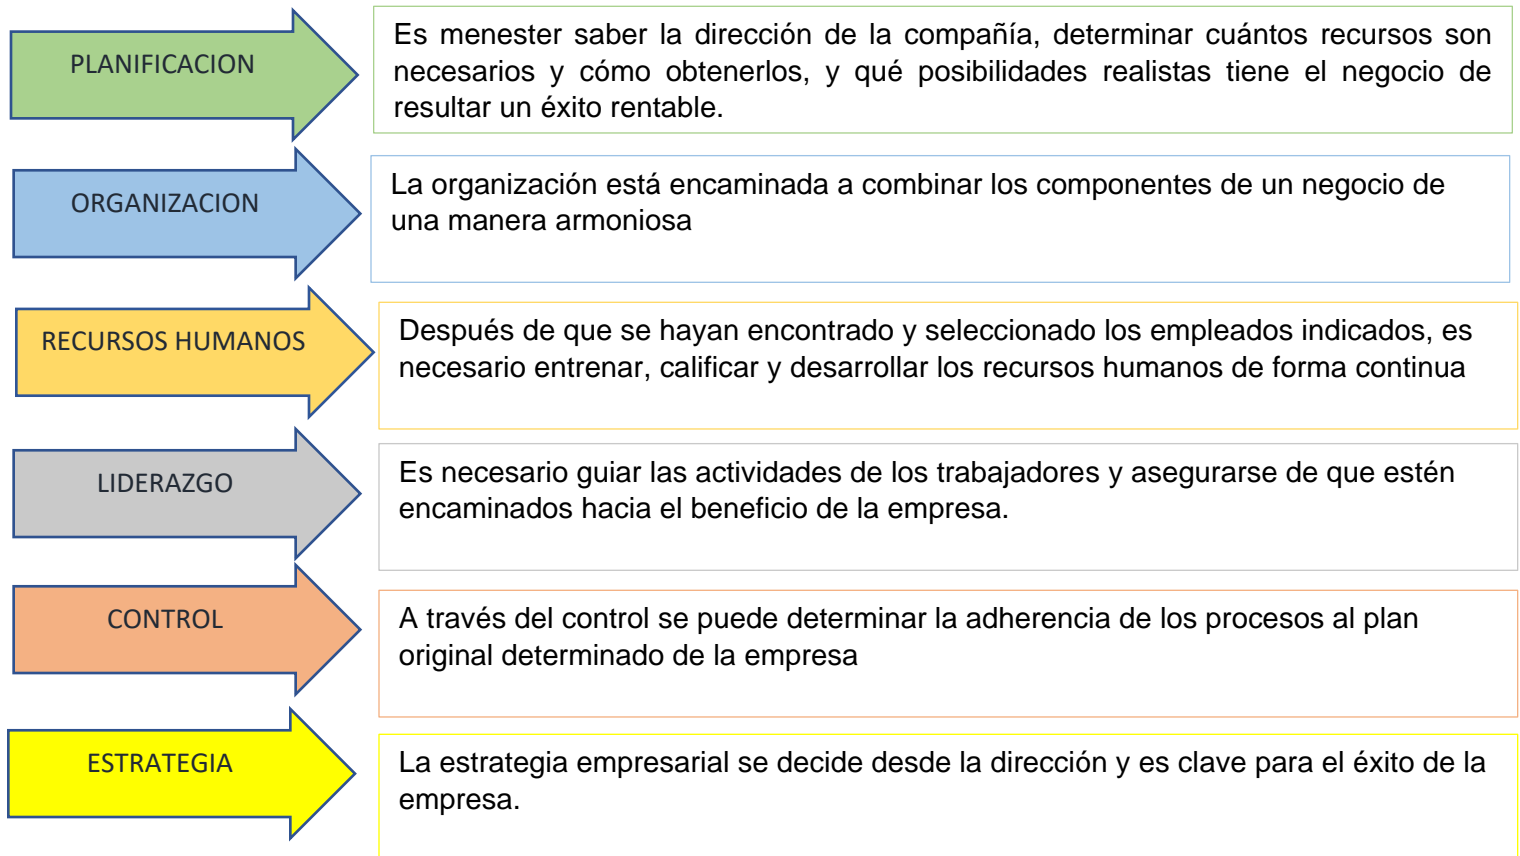 PLANIFICACION
Es menester saber la dirección de la compañía, determinar cuántos recursos son
necesarios y cómo obtenerlos, y qué posibilidades realistas tiene el negocio de
resultar un éxito rentable.
ORGANIZACION
La organización está encaminada a combinar los componentes de un negocio de
una manera armoniosa
RECURSOS HUMANOS
Después de que se hayan encontrado y seleccionado los empleados indicados, es
necesario entrenar, calificar y desarrollar los recursos humanos de forma continua
LIDERAZGO
Es necesario guiar las actividades de los trabajadores y asegurarse de que estén
encaminados hacia el beneficio de la empresa.
CONTROL
A través del control se puede determinar la adherencia de los procesos al plan
original determinado de la empresa
ESTRATEGIA
La estrategia empresarial se decide desde la dirección y es clave para el éxito de la
empresa.